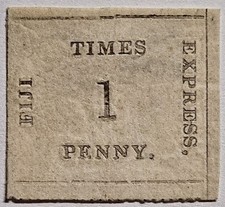 FIJI
TIMES
1
PENNY.
EXPRESS.